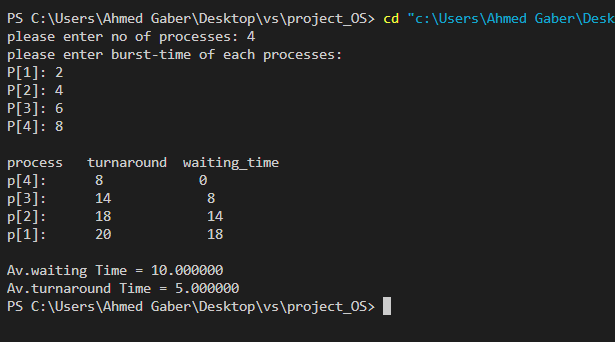 PS C:\Users\Ahmed Gaber\Desktop\vs\project_OS> cd "c:\Users\Ahmed Gaber\Desk
please enter no of processes: 4
please enter burst-time of each processes:
P[1]: 2
P[2]: 4
P[3]: 6
P[4]: 8
process turnaround waiting_time
p[4]: 8 0
p[3]: 14 8
p[2]: 18 14
p[1]: 20 18
Av.waiting Time = 10.000000
Av.turnaround Time = 5.000000
PS C:\Users\Ahmed Gaber\Desktop\vs\project_OS>